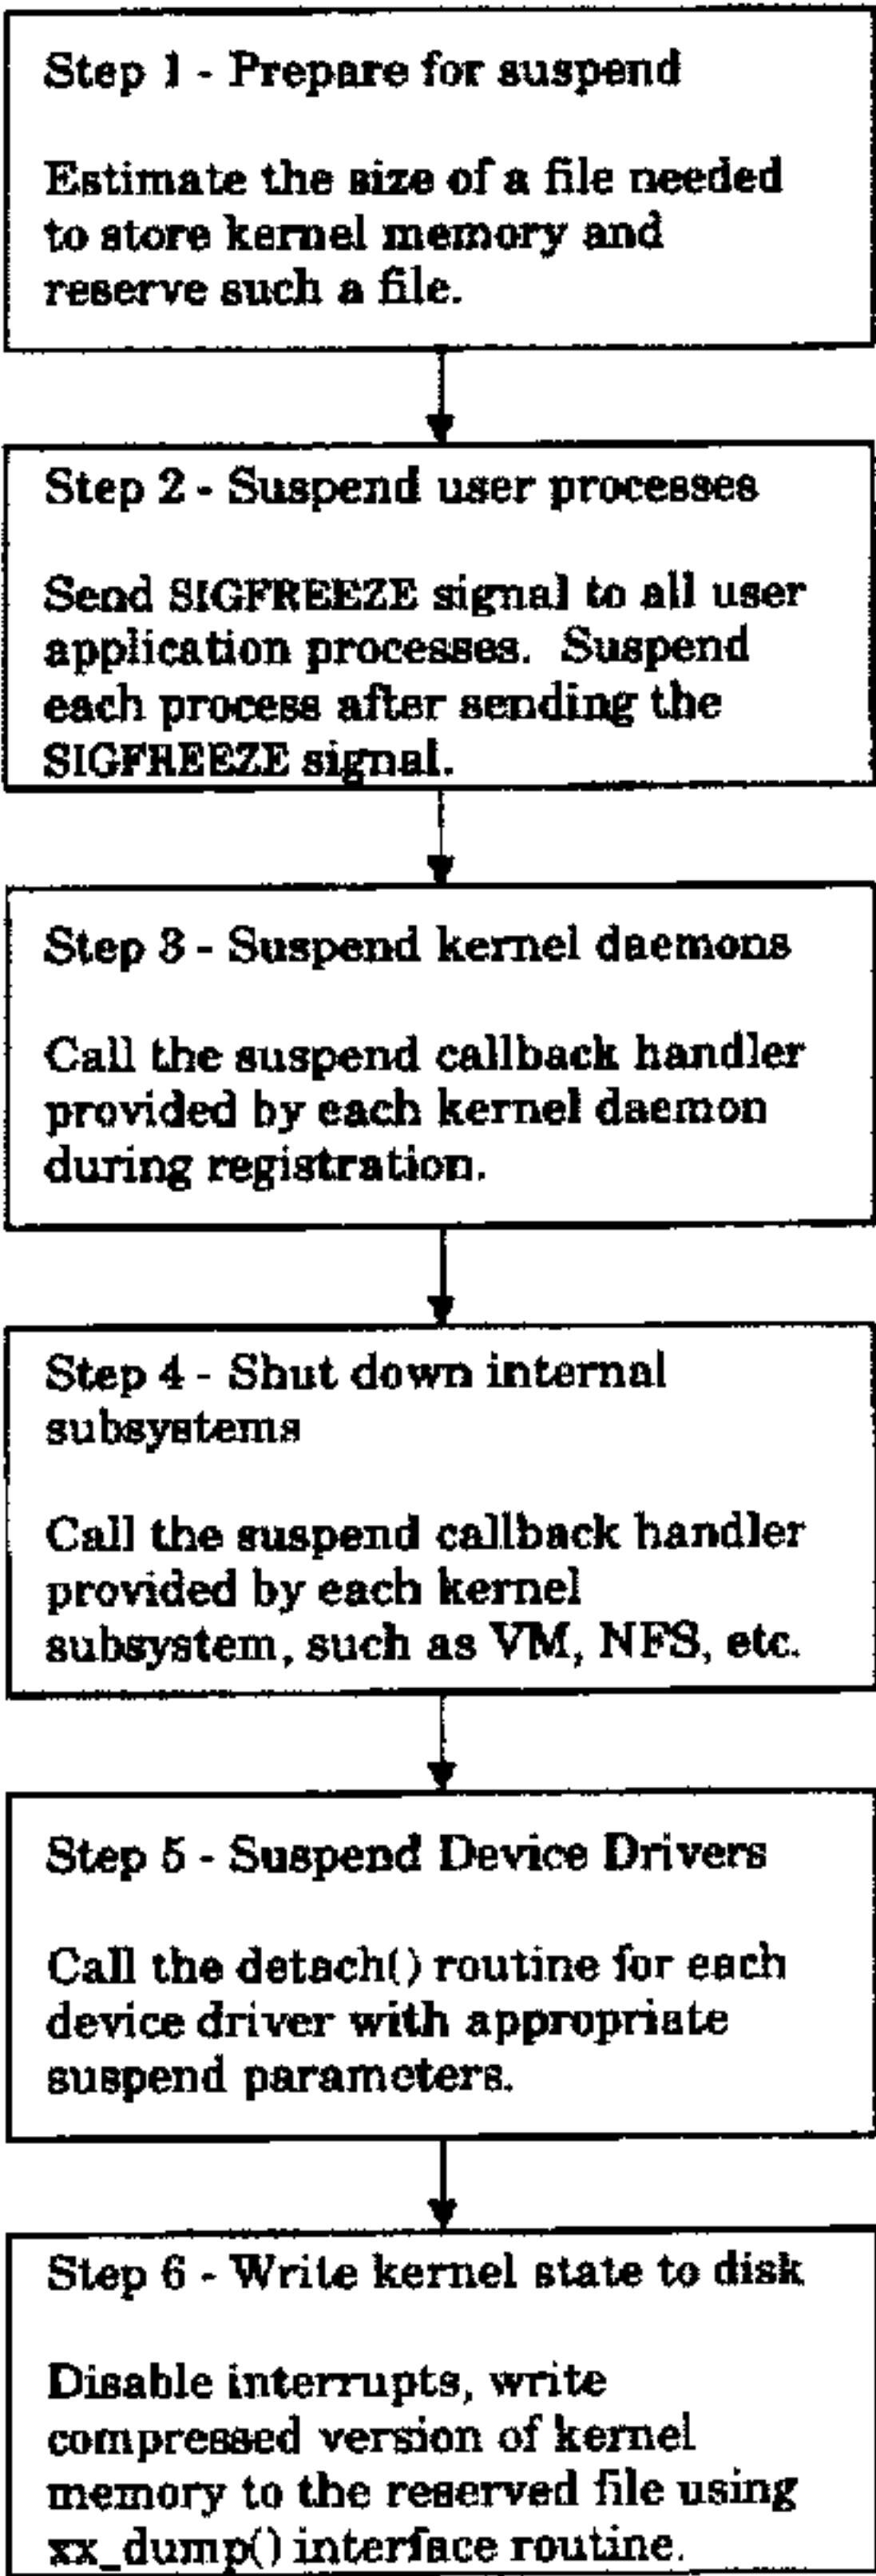 Step 1 - Prepare for suspend
Estimate the size of a file needed
to store kernel memory and
reserve such a file.
Step 2 - Suspend user processes
Send SIGFREEZE signal to all user
application processes. Suspend
each process after sending the
SIGFREEZE signal.
Step 3 - Suspend kernel daemons
Call the suspend callback handler
provided by each kernel daemon
during registration.
Step 4 - Shut down internal
subsystems
Call the suspend callback handler
provided by each kernel
subsystem, such as VM, NFS, etc.
Step 5 - Suspend Device Drivers
Call the detach() routine for each
device driver with appropriate
suspend parameters.
Step 6 - Write kernel state to disk
Disable interrupts, write
compressed version of kernel
memory to the reserved file using
xx_dump() interface routine.